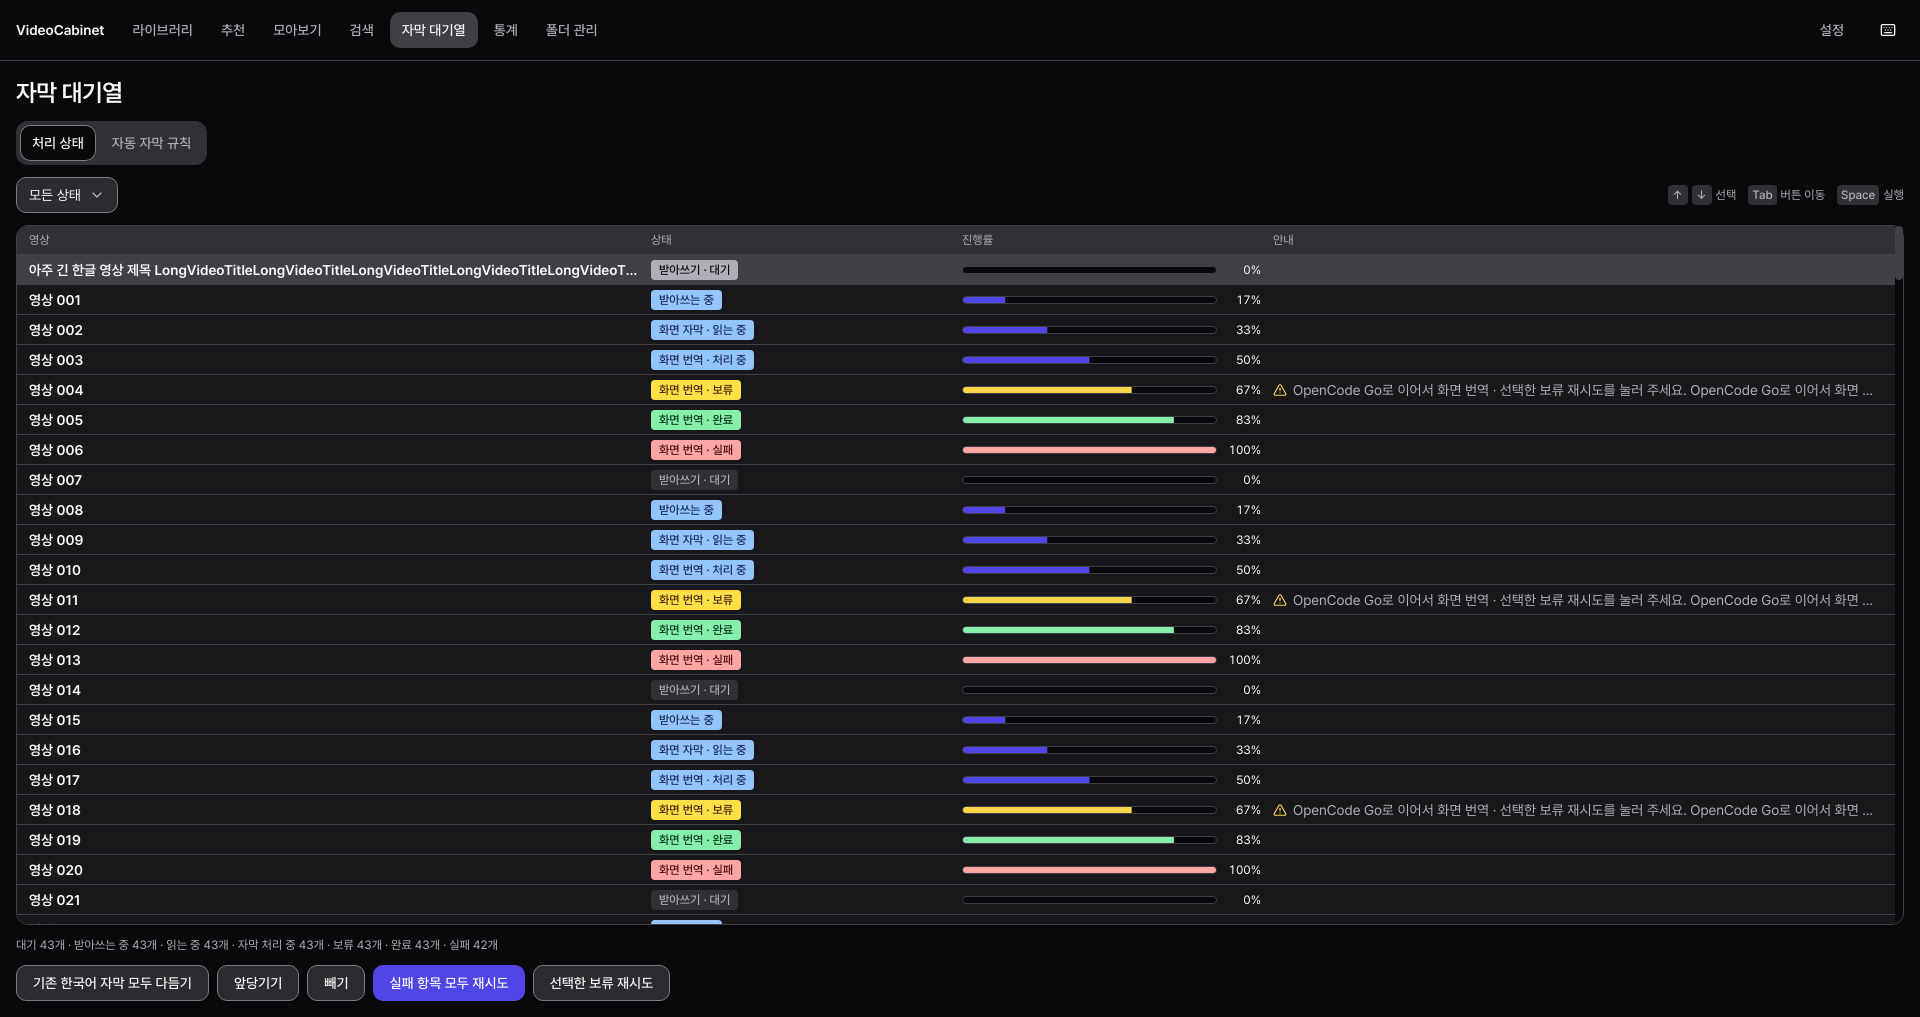 VideoCabinet 라이브러리 추천 모아보기 검색 자막 대기열 통계 폴더 관리 설정
자막 대기열
처리 상태 자동 자막 규칙
모든 상태 ↑ ↓ 선택 Tab 버튼 이동 Space 실행
영상 상태 진행률 안내
아주 긴 한글 영상 제목 LongVideoTitleLongVideoTitleLongVideoTitleLongVideoTitleLongVideoT... 받아쓰기 · 대기 0%
영상 001 받아쓰는 중 17%
영상 002 화면 자막 · 읽는 중 33%
영상 003 화면 번역 · 처리 중 50%
영상 004 화면 번역 · 보류 67% OpenCode Go로 이어서 화면 번역 · 선택한 보류 재시도를 눌러 주세요. OpenCode Go로 이어서 화면 ...
영상 005 화면 번역 · 완료 83%
영상 006 화면 번역 · 실패 100%
영상 007 받아쓰기 · 대기 0%
영상 008 받아쓰는 중 17%
영상 009 화면 자막 · 읽는 중 33%
영상 010 화면 번역 · 처리 중 50%
영상 011 화면 번역 · 보류 67% OpenCode Go로 이어서 화면 번역 · 선택한 보류 재시도를 눌러 주세요. OpenCode Go로 이어서 화면 ...
영상 012 화면 번역 · 완료 83%
영상 013 화면 번역 · 실패 100%
영상 014 받아쓰기 · 대기 0%
영상 015 받아쓰는 중 17%
영상 016 화면 자막 · 읽는 중 33%
영상 017 화면 번역 · 처리 중 50%
영상 018 화면 번역 · 보류 67% OpenCode Go로 이어서 화면 번역 · 선택한 보류 재시도를 눌러 주세요. OpenCode Go로 이어서 화면 ...
영상 019 화면 번역 · 완료 83%
영상 020 화면 번역 · 실패 100%
영상 021 받아쓰기 · 대기 0%
대기 43개 · 받아쓰는 중 43개 · 읽는 중 43개 · 자막 처리 중 43개 · 보류 43개 · 완료 43개 · 실패 42개
기존 한국어 자막 모두 다듬기 앞당기기 빼기 실패 항목 모두 재시도 선택한 보류 재시도